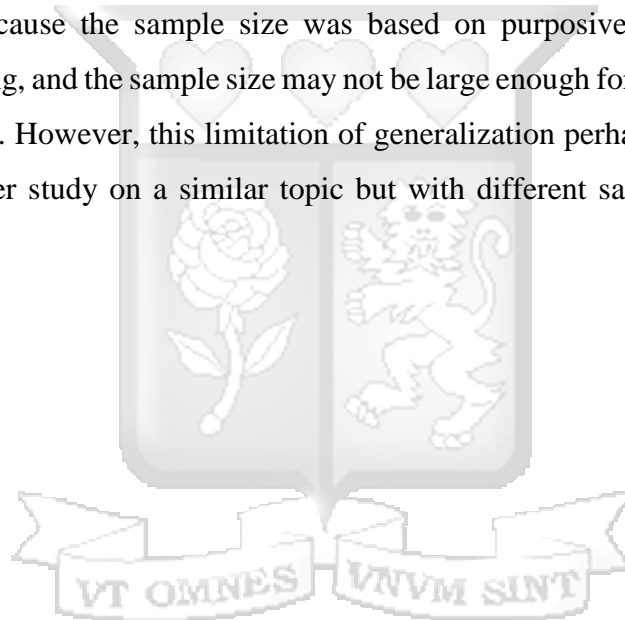 cause the sample size was based on purposive
g, and the sample size may not be large enough for
. However, this limitation of generalization perha
er study on a similar topic but with different sa
VT OMNES VNVM SINT